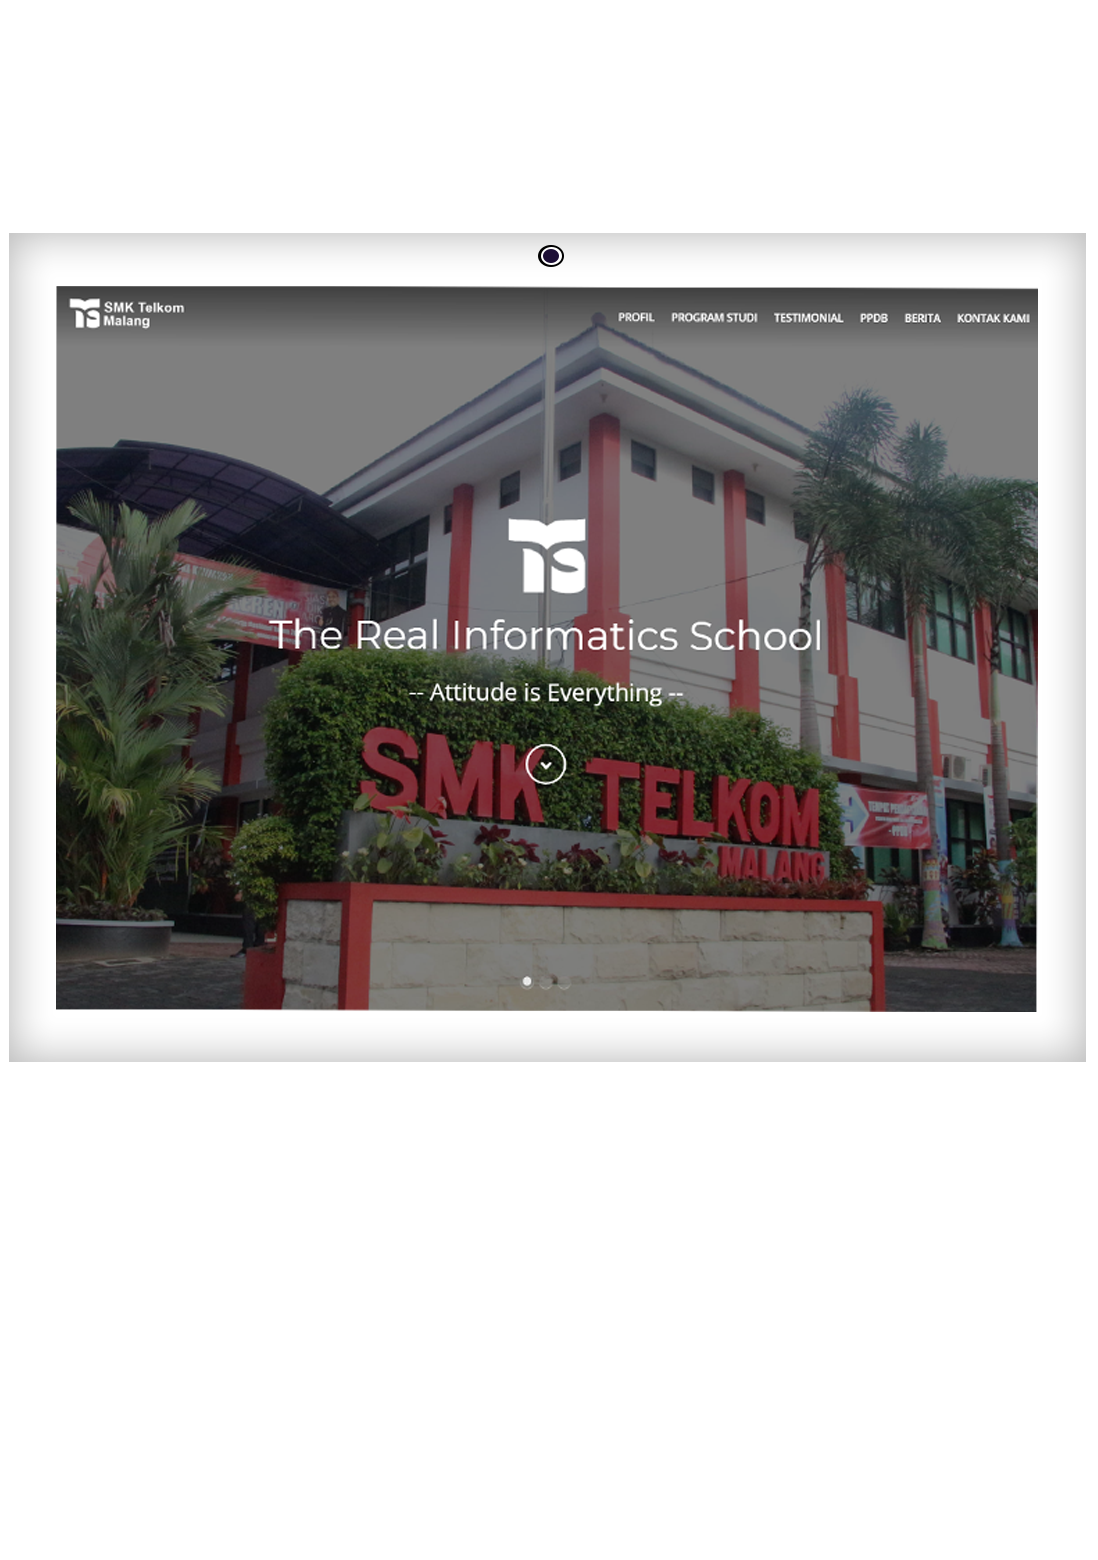 SMK Telkom
Malang
PROFIL PROGRAM STUDI TESTIMONIAL PPDB BERITA KONTAK KAMI
The Real Informatics School
-- Attitude is Everything --
SMK TELKOM
MALANG